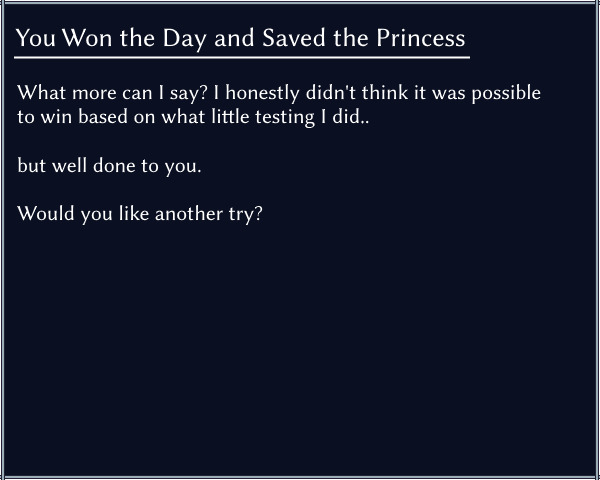 You Won the Day and Saved the Princess
What more can I say? I honestly didn't think it was possible
to win based on what little testing I did..
but well done to you.
Would you like another try?